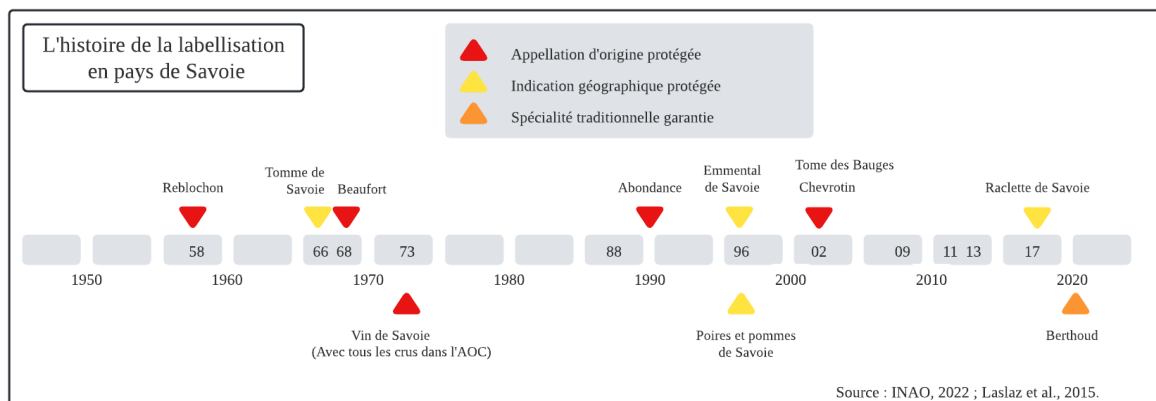 L'histoire de la labellisation
en pays de Savoie
Appellation d'origine protégée
Indication géographique protégée
Spécialité traditionnelle garantie
Reblochon
Tomme de
Savoie
Beaufort
Abondance
Emmental
de Savoie
Tome des Bauges
Chevrotin
Raclette de Savoie
58 66 68 73 88 96 02 09 11 13 17
1950 1960 1970 1980 1990 2000 2010 2020
Vin de Savoie
(Avec tous les crus dans l'AOC)
Poires et pommes
de Savoie
Berthoud
Source : INAO, 2022 ; Laslaz et al., 2015.